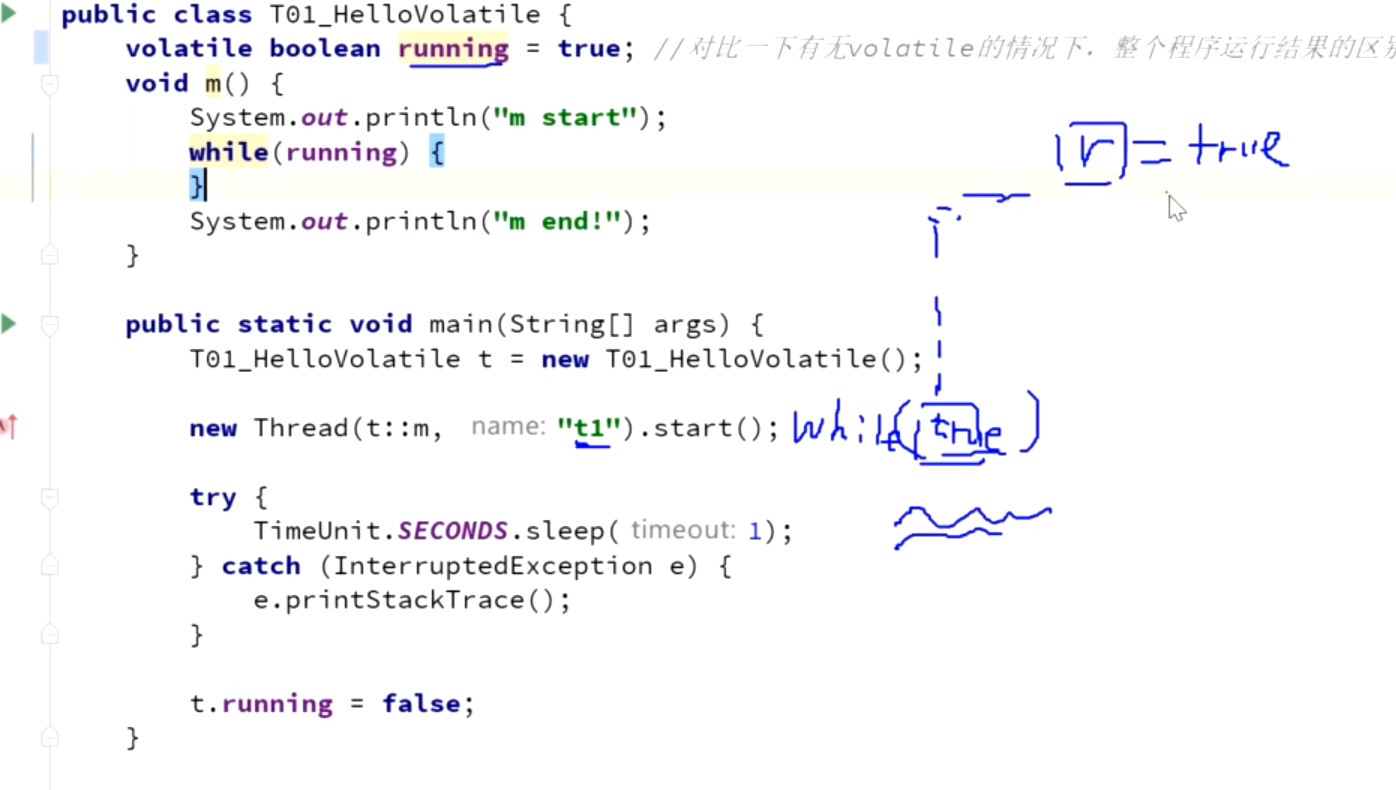 public class T01_HelloVolatile {
volatile boolean running = true; //对比一下有无volatile的情况下，整个程序运行结果的区别
void m() {
System.out.println("m start");
while(running) {
}
r = true
System.out.println("m end!");
}
public static void main(String[] args) {
T01_HelloVolatile t = new T01_HelloVolatile();
new Thread(t::m, name: "t1").start(); while(true)
try {
TimeUnit.SECONDS.sleep( timeout: 1);
} catch (InterruptedException e) {
e.printStackTrace();
}
t.running = false;
}